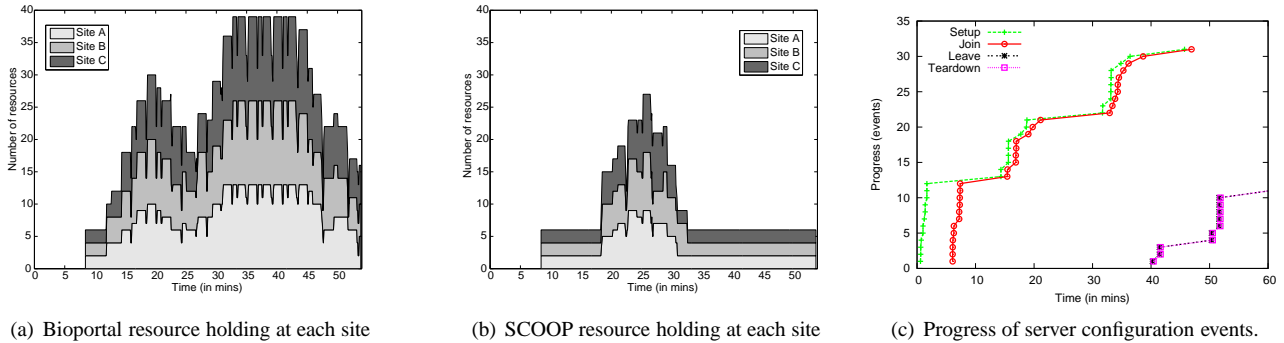 40
35
30
25
20
15
10
5
0
Number of resources
Site A
Site B
Site C
0 5 10 15 20 25 30 35 40 45 50
Time (in mins)
(a) Bioportal resource holding at each site
40
35
30
25
20
15
10
5
0
Number of resources
Site A
Site B
Site C
0 5 10 15 20 25 30 35 40 45 50
Time (in mins)
(b) SCOOP resource holding at each site
35
30
25
20
15
10
5
0
Progress (events)
Setup
Join
Leave
Teardown
0 10 20 30 40 50 60
Time (in mins)
(c) Progress of server configuration events.